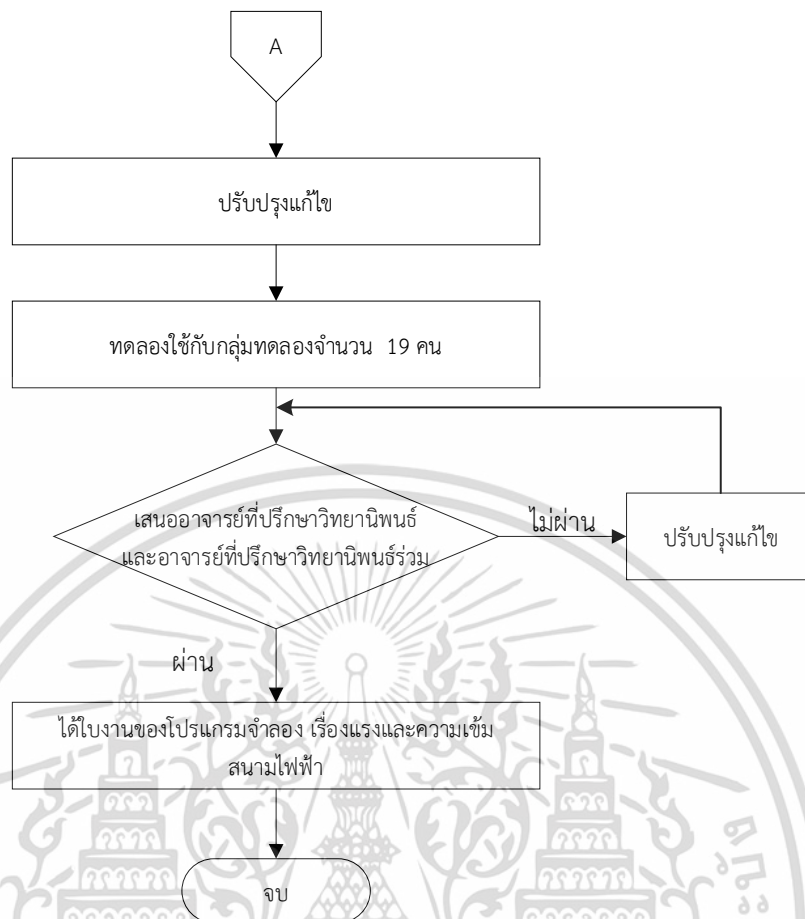 A
ปรับปรุงแก้ไข
ทดลองใช้กับกลุ่มทดลองจำนวน 19 คน
เสนออาจารย์ที่ปรึกษาวิทยานิพนธ์
และอาจารย์ที่ปรึกษาวิทยานิพนธ์ร่วม
ไม่ผ่าน
ปรับปรุงแก้ไข
ผ่าน
ได้ใบงานของโปรแกรมจำลอง เรื่องแรงและความเข้ม
สนามไฟฟ้า
จบ